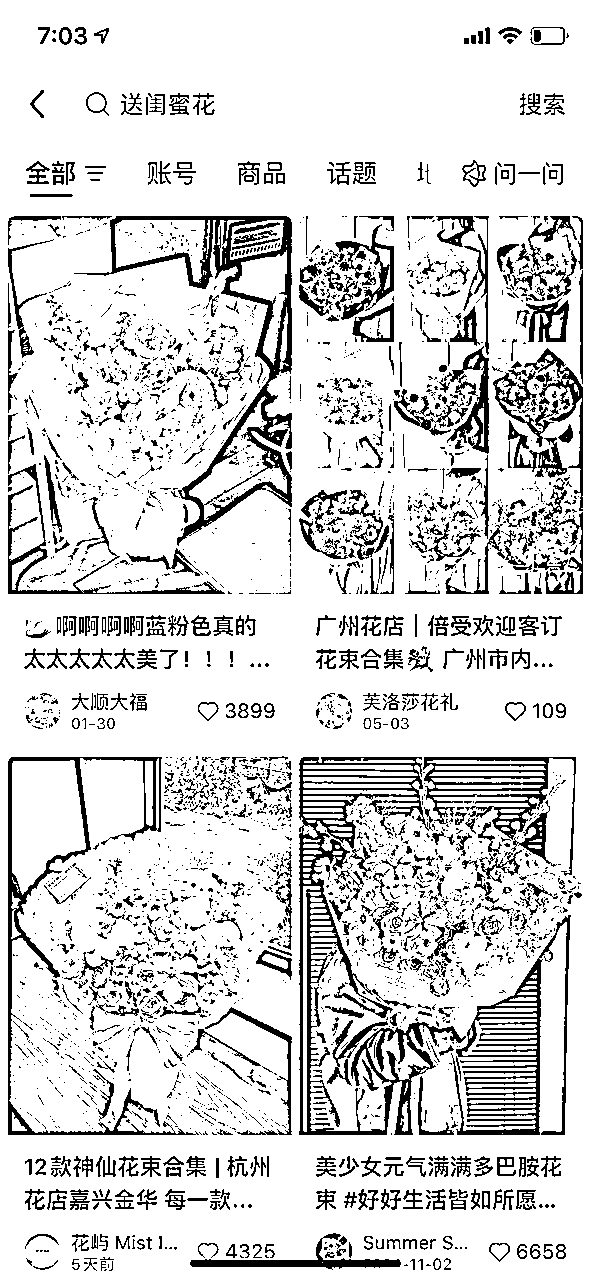 7:03
送闺蜜花
搜索
全部 账号 商品 话题 问一问
啊啊啊啊蓝粉色真的
太太太太太美了！！！...
大顺大福
01-30
3899
广州花店｜倍受欢迎客订
花束合集 广州市内...
芙洛莎花礼
05-03
109
12款神仙花束合集 | 杭州
花店嘉兴金华 每一款...
花屿 Mist I...
5天前
4325
美少女元气满满多巴胺花
束 #好好生活皆如所愿...
Summer S...
-11-02
6658